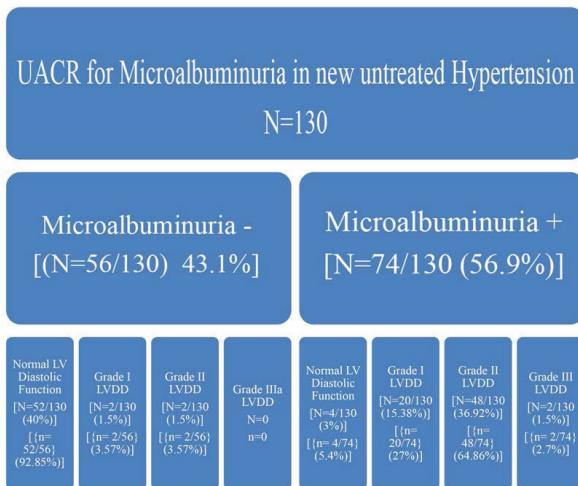 UACR for Microalbuminuria in new untreated Hypertension
N=130
Microalbuminuria -
[(N=56/130) 43.1%]
Microalbuminuria +
[N=74/130 (56.9%)]
Normal LV
Diastolic
Function
[N=52/130
(40%)
[{n=
52/56}
(92.85%)]
Grade I
LVDD
[N=2/130
(1.5%)
[{n= 2/56}
(3.57%)]
Grade II
LVDD
[N=2/130
(1.5%)
[{n= 2/56}
(3.57%)]
Grade IIIa
LVDD
N=0
n=0
Normal LV
Diastolic
Function
[N=4/130
(3%)
[{n= 4/74}
(5.4%)]
Grade I
LVDD
[N=20/130
(15.38%)]
[{n=
20/74}
(27%)]
Grade II
LVDD
[N=48/130
(36.92%)]
[{n=
48/74}
(64.86%)]
Grade III
LVDD
[N=2/130
(1.5%)
[{n= 2/74}
(2.7%)]